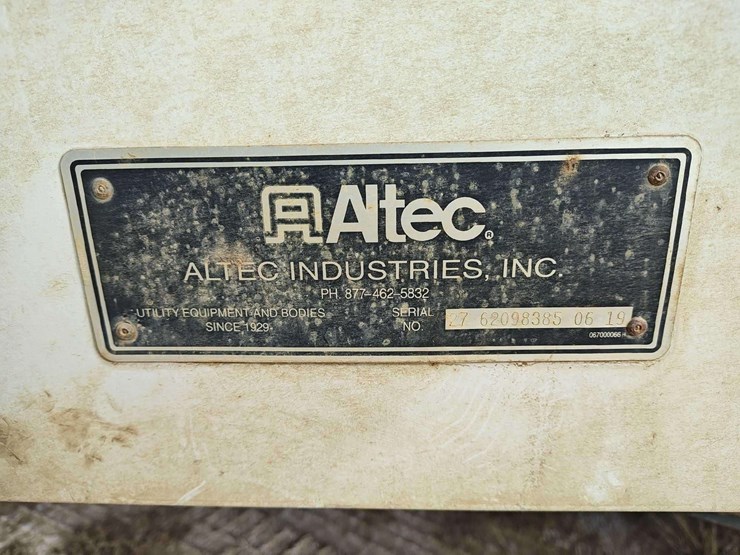 Altec
ALTEC INDUSTRIES, INC.
PH. 877-462-5832
UTILITY EQUIPMENT AND BODIES
SINCE 1929
SERIAL
NO.
27 62098385 06 19
067000066 H